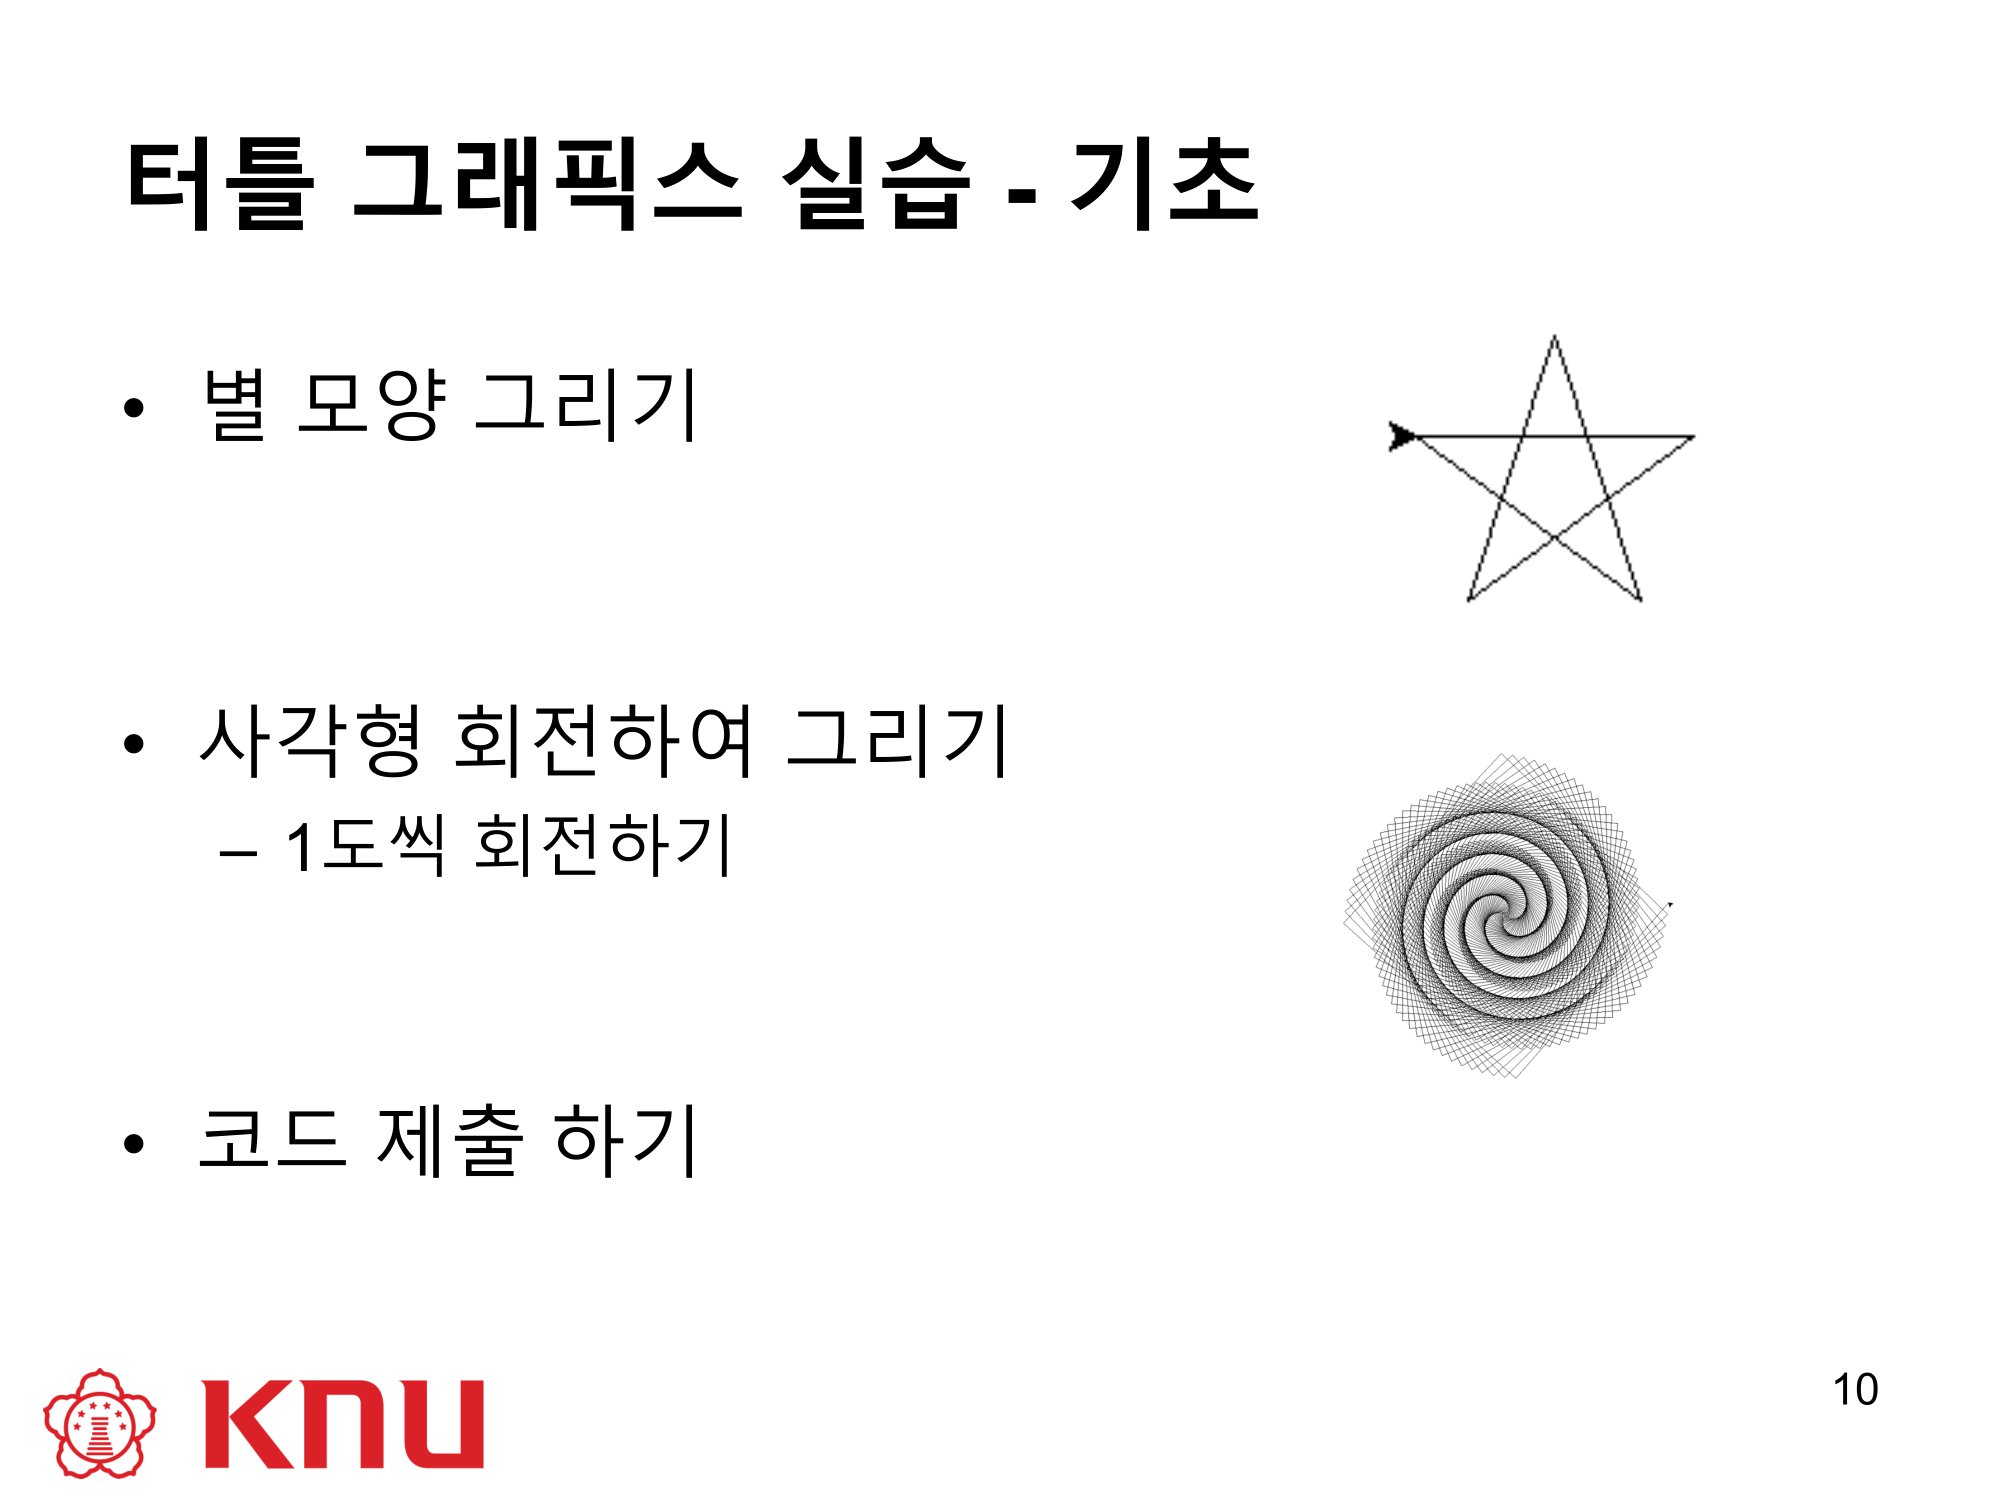 터틀 그래픽스 실습 - 기초
• 별 모양 그리기
• 사각형 회전하여 그리기
– 1도씩 회전하기
• 코드 제출 하기
KNU
10